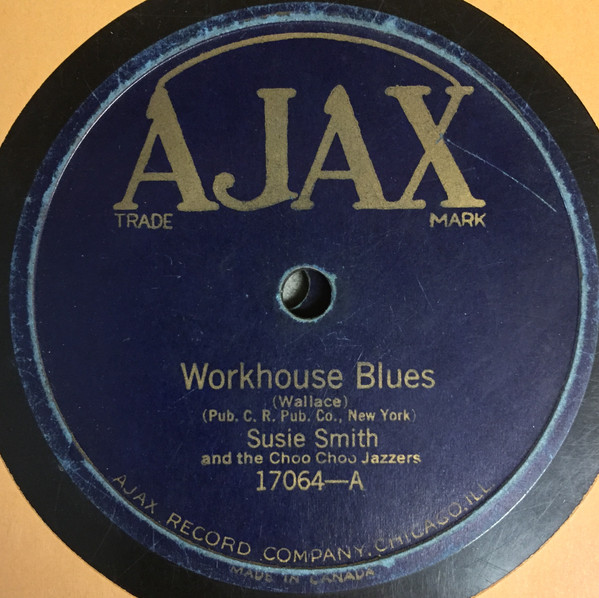 AJAX
TRADE MARK
Workhouse Blues
(Wallace)
(Pub. C. R. Pub. Co., New York)
Susie Smith
and the Choo Choo Jazzers
17064—A
AJAX RECORD COMPANY, CHICAGO, ILL
MADE IN CANADA